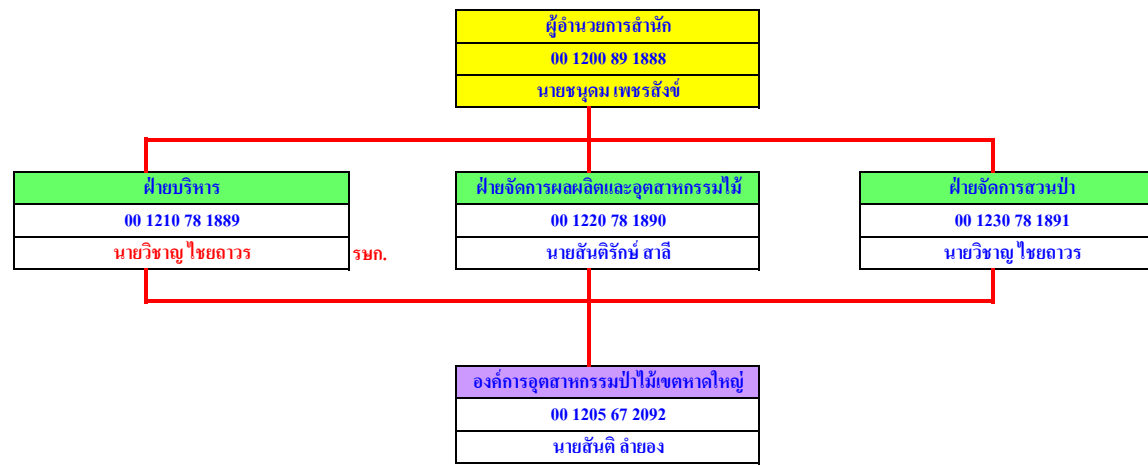 ผู้อำนวยการสำนัก
00 1200 89 1888
นายชนุดม เพชรสังข์
ฝ่ายบริหาร
00 1210 78 1889
นายวิชาญ ไชยถาวร
รษก.
ฝ่ายจัดการผลผลิตและอุตสาหกรรมไม้
00 1220 78 1890
นายสันติรักษ์ สาลี
ฝ่ายจัดการสวนป่า
00 1230 78 1891
นายวิชาญ ไชยถาวร
องค์การอุตสาหกรรมป่าไม้เขตหาดใหญ่
00 1205 67 2092
นายสันติ ลำยอง